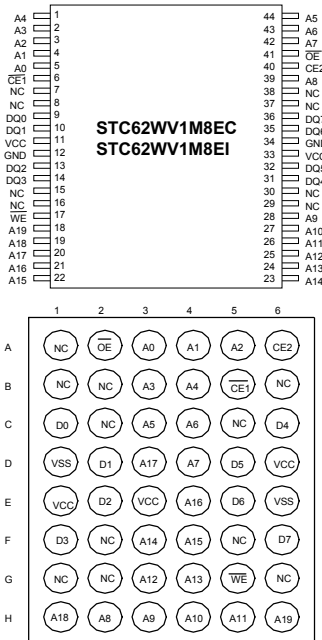 A4 1 44 A5
A3 2 43 A6
A2 3 42 A7
A1 4 41 O̅E̅
A0 5 40 CE2
C̅E̅1̅ 6 39 A8
NC 7 38 NC
NC 8 37 NC
DQ0 9 36 DQ7
DQ1 10 STC62WV1M8EC 35 DQ6
VCC 11 34 GND
GND 12 STC62WV1M8EI 33 VCC
DQ2 13 32 DQ5
DQ3 14 31 DQ4
NC 15 30 NC
NC 16 29 NC
W̅E̅ 17 28 A9
A19 18 27 A10
A18 19 26 A11
A17 20 25 A12
A16 21 24 A13
A15 22 23 A14
1 2 3 4 5 6
A NC O̅E̅ A0 A1 A2 CE2
B NC NC A3 A4 C̅E̅1̅ NC
C D0 NC A5 A6 NC D4
D VSS D1 A17 A7 D5 VCC
E VCC D2 VCC A16 D6 VSS
F D3 NC A14 A15 NC D7
G NC NC A12 A13 W̅E̅ NC
H A18 A8 A9 A10 A11 A19